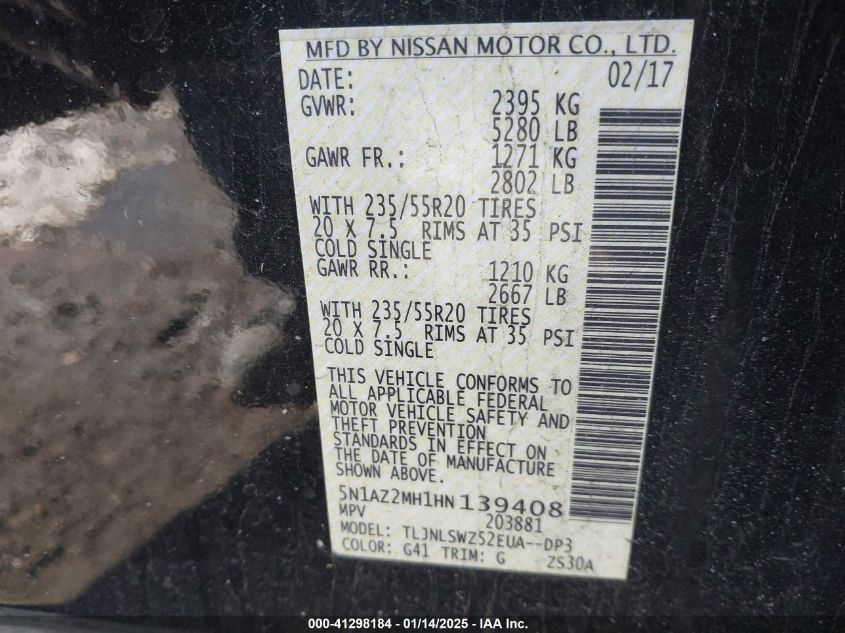 MFD BY NISSAN MOTOR CO., LTD.
DATE: 02/17
GVWR: 2395 KG
5280 LB
GAWR FR.: 1271 KG
2802 LB
WITH 235/55R20 TIRES
20 X 7.5 RIMS AT 35 PSI
COLD SINGLE
GAWR RR.: 1210 KG
2667 LB
WITH 235/55R20 TIRES
20 X 7.5 RIMS AT 35 PSI
COLD SINGLE
THIS VEHICLE CONFORMS TO
ALL APPLICABLE FEDERAL
MOTOR VEHICLE SAFETY AND
THEFT PREVENTION
STANDARDS IN EFFECT ON
THE DATE OF MANUFACTURE
SHOWN ABOVE.
5N1AZ2MH1HN 139408
MPV 203881
MODEL: TLJNLSWZ52EUA--DP3
COLOR: G41 TRIM: G ZS30A
000-41298184 — 01/14/2025 — IAA Inc.